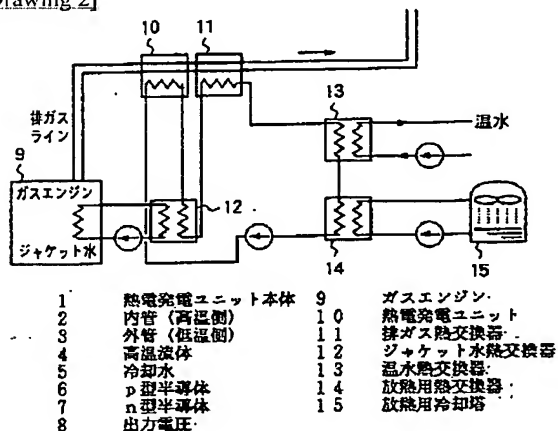 Drawing 2]
10
11
13
排ガス
ライン
温水
9
ガスエンジン
12
ジャケット水
14
15
1 熱電発電ユニット本体
2 内管（高温側）
3 外管（低温側）
4 高温流体
5 冷却水
6 p型半導体
7 n型半導体
8 出力電圧
9 ガスエンジン
10 熱電発電ユニット
11 排ガス熱交換器
12 ジャケット水熱交換器
13 温水熱交換器
14 放熱用熱交換器
15 放熱用冷却塔